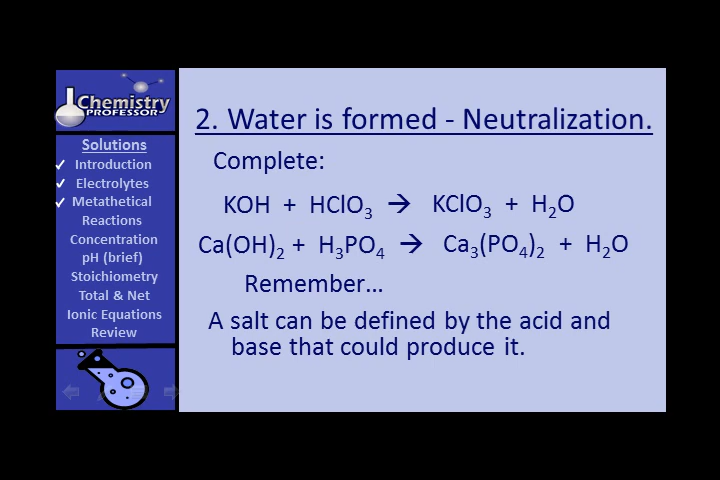 Chemistry
PROFESSOR
Solutions
✓ Introduction
✓ Electrolytes
✓ Metathetical
Reactions
Concentration
pH (brief)
Stoichiometry
Total & Net
Ionic Equations
Review
2. Water is formed - Neutralization.
Complete:
KOH + HClO₃ → KClO₃ + H₂O
Ca(OH)₂ + H₃PO₄ → Ca₃(PO₄)₂ + H₂O
Remember...
A salt can be defined by the acid and
base that could produce it.